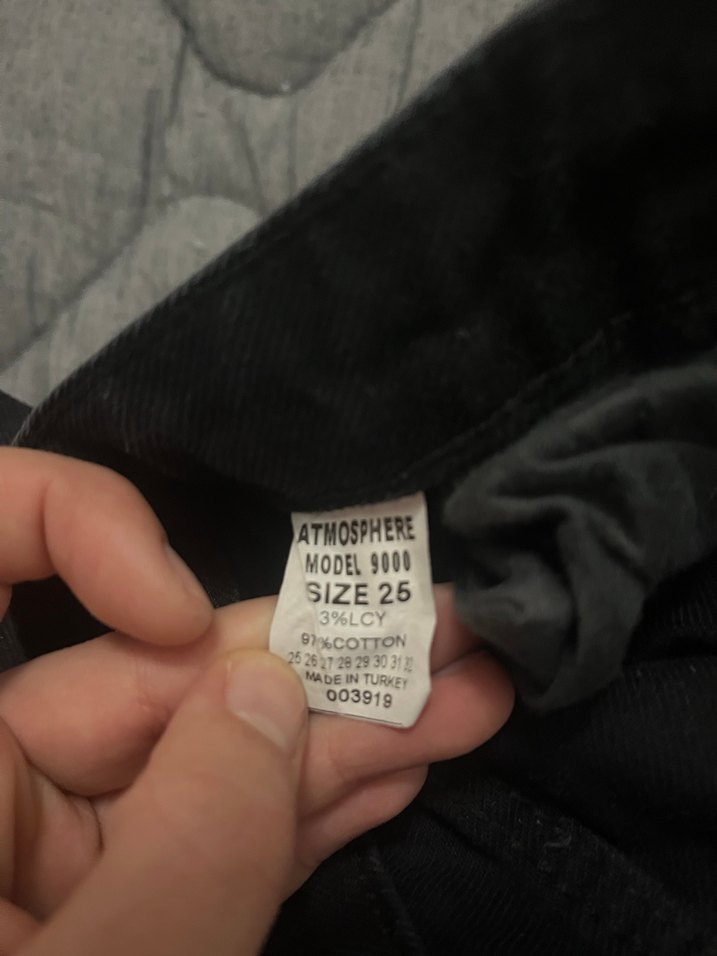 ATMOSPHERE
MODEL 9000
SIZE 25
3%LCY
97%COTTON
25 26 27 28 29 30 31 32
MADE IN TURKEY
003919